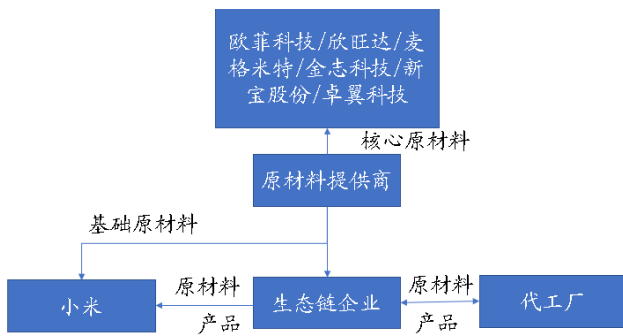 欧菲科技/欣旺达/麦
格米特/金志科技/新
宝股份/卓翼科技
核心原材料
原材料提供商
基础原材料
小米
原材料
产品
生态链企业
原材料
产品
代工厂